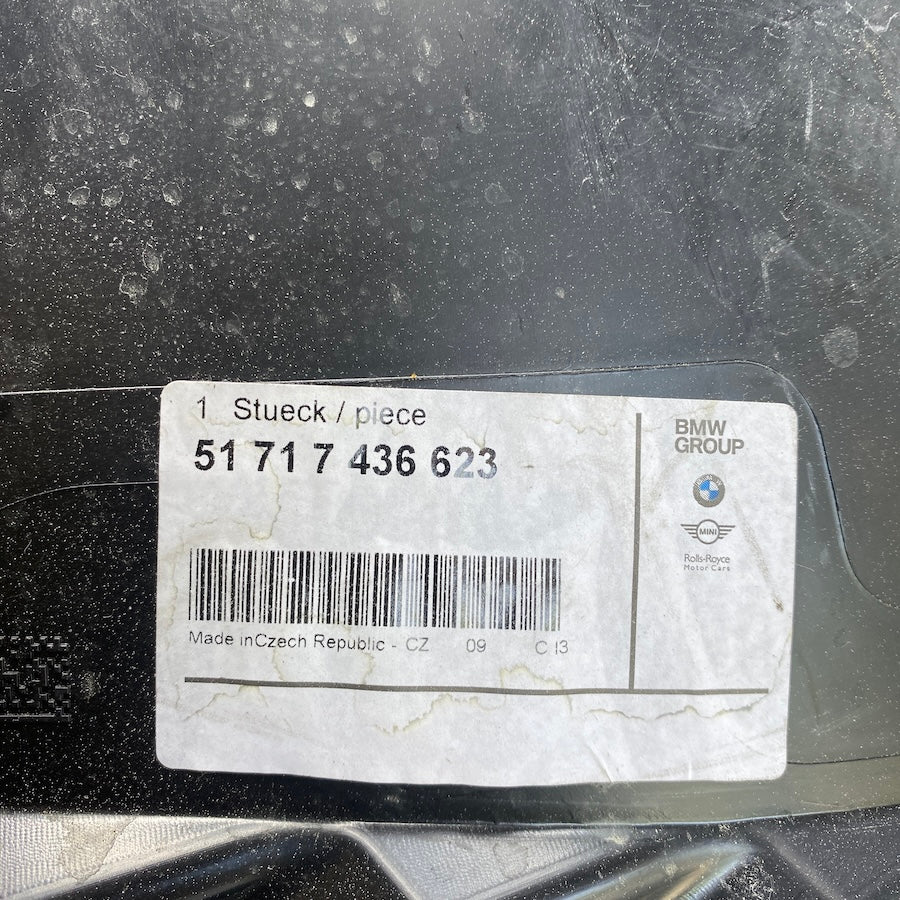 1 Stueck / piece
51 71 7 436 623
Made inCzech Republic - CZ 09 C I3
BMW
GROUP
MINI
Rolls-Royce
Motor Cars